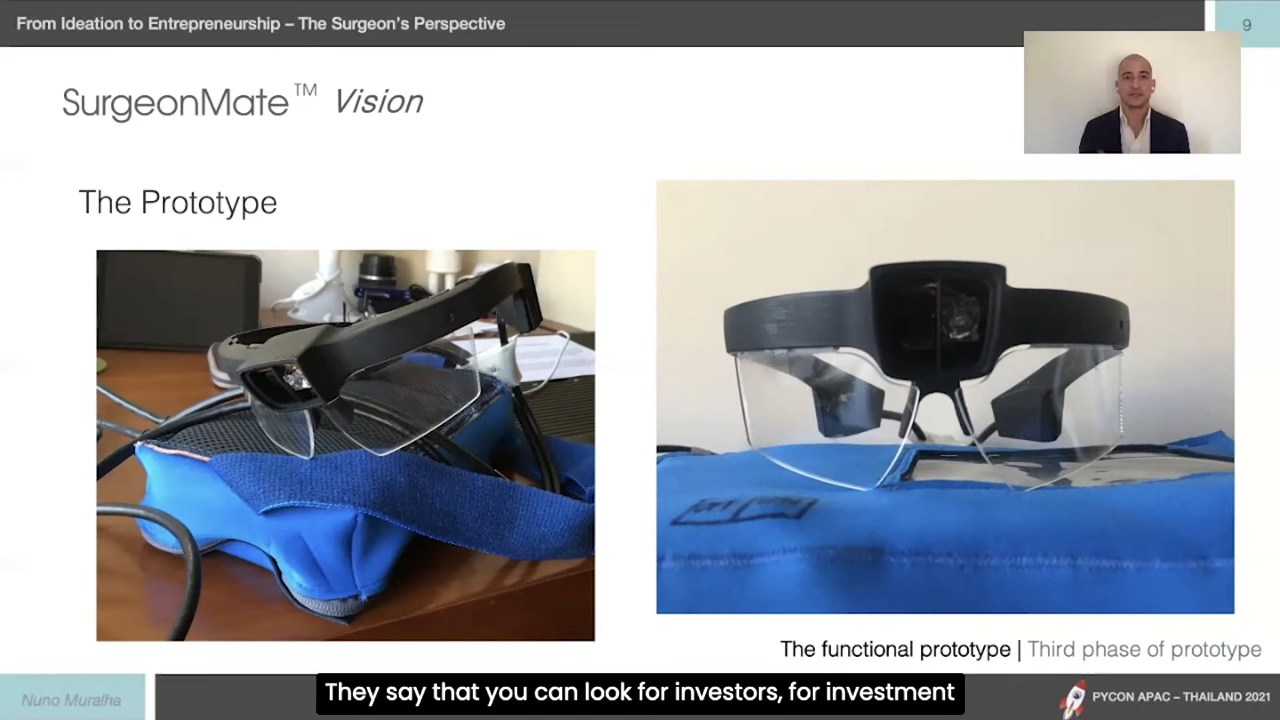 From Ideation to Entrepreneurship – The Surgeon's Perspective
9
SurgeonMate™ Vision
The Prototype
The functional prototype | Third phase of prototype
They say that you can look for investors, for investment
Nuno Muralha
PYCON APAC – THAILAND 2021